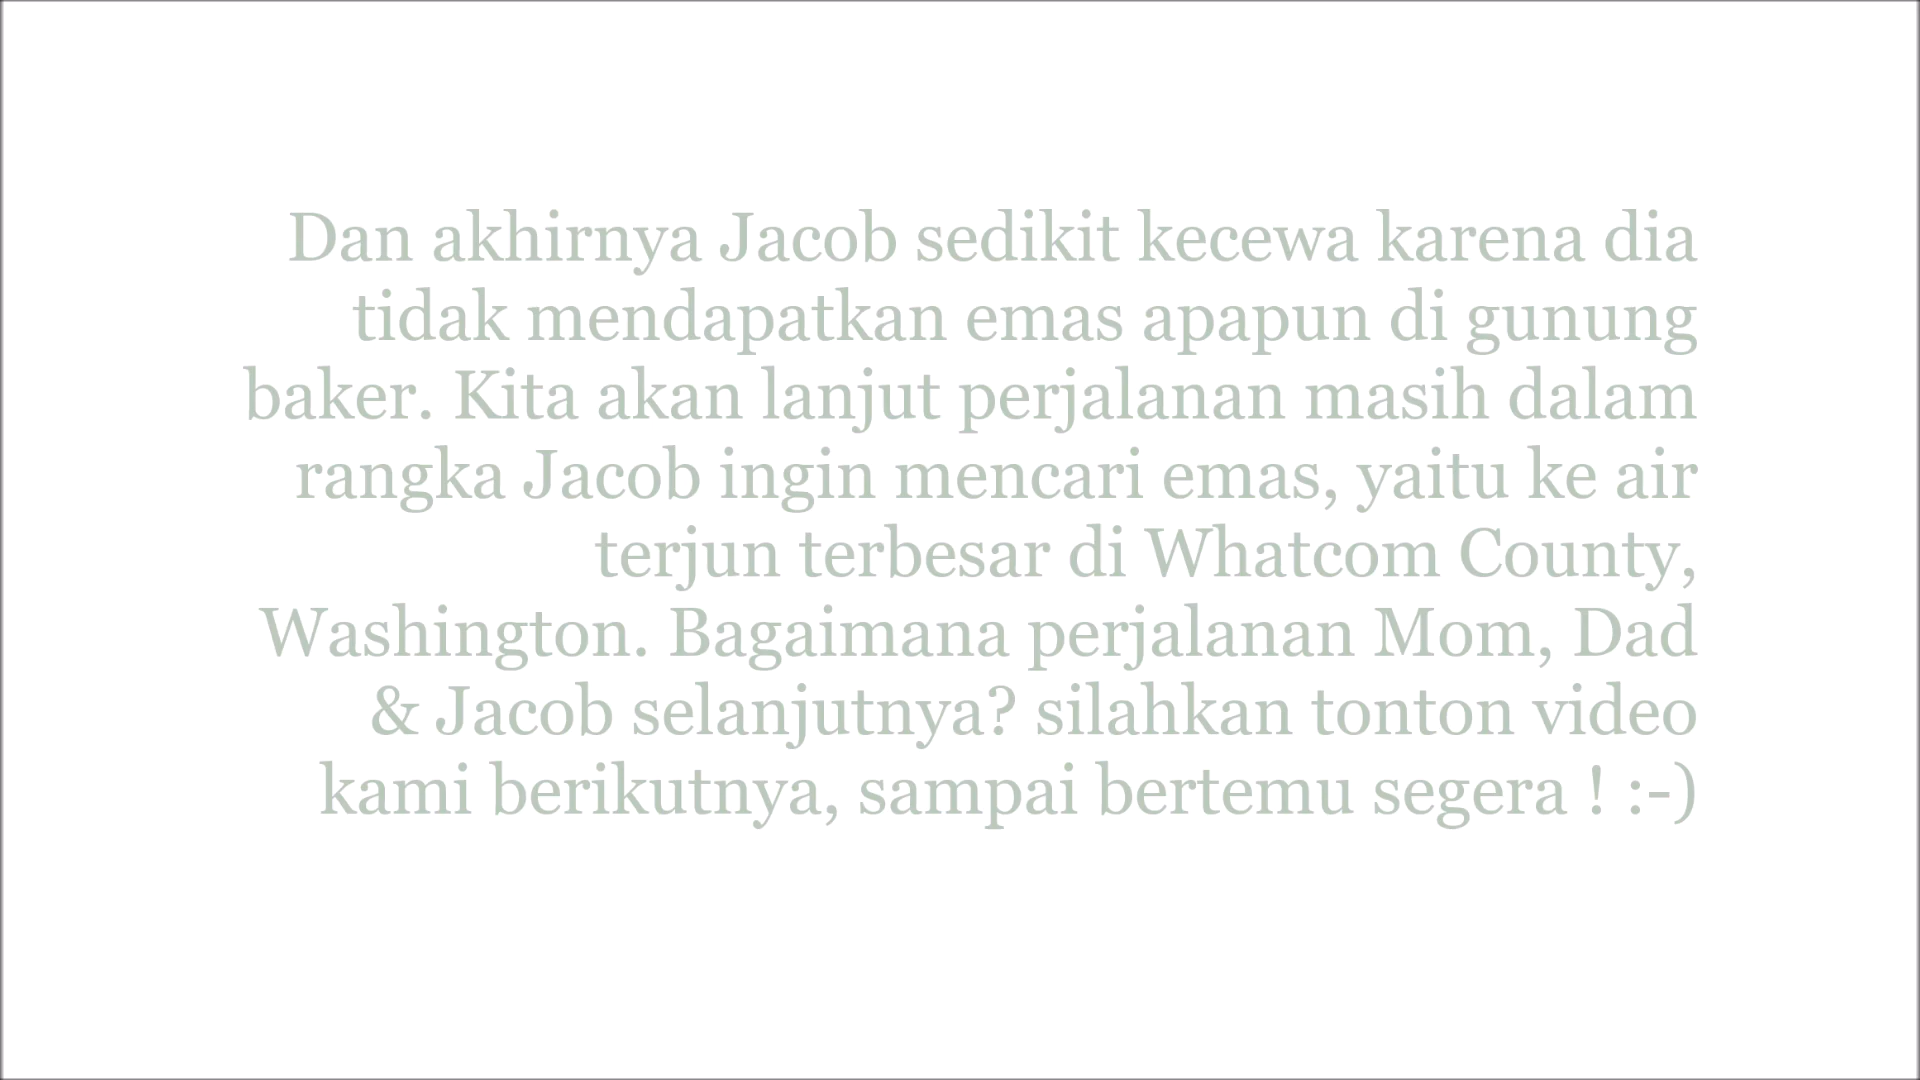 Dan akhirnya Jacob sedikit kecewa karena dia
tidak mendapatkan emas apapun di gunung
baker. Kita akan lanjut perjalanan masih dalam
rangka Jacob ingin mencari emas, yaitu ke air
terjun terbesar di Whatcom County,
Washington. Bagaimana perjalanan Mom, Dad
& Jacob selanjutnya? silahkan tonton video
kami berikutnya, sampai bertemu segera ! :-)